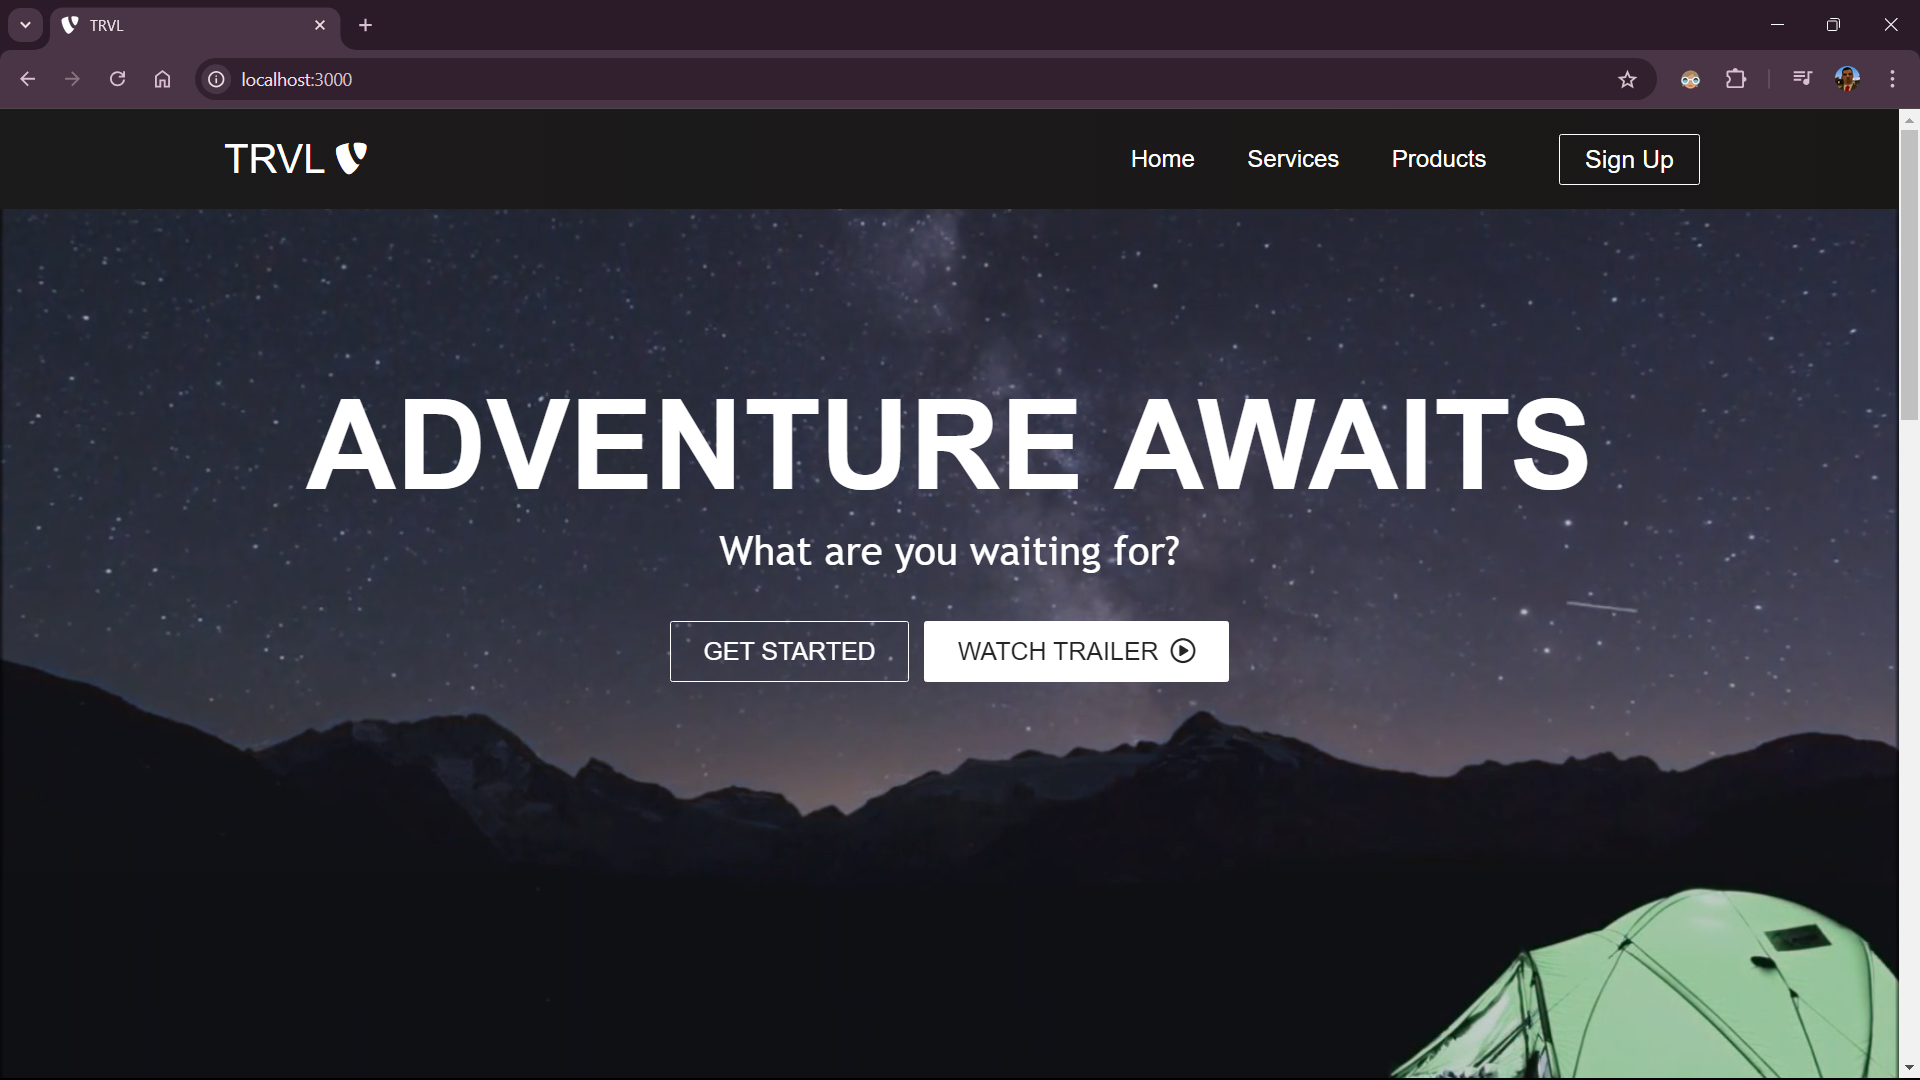 TRVL
localhost:3000
TRVL
Home Services Products Sign Up
ADVENTURE AWAITS
What are you waiting for?
GET STARTED WATCH TRAILER